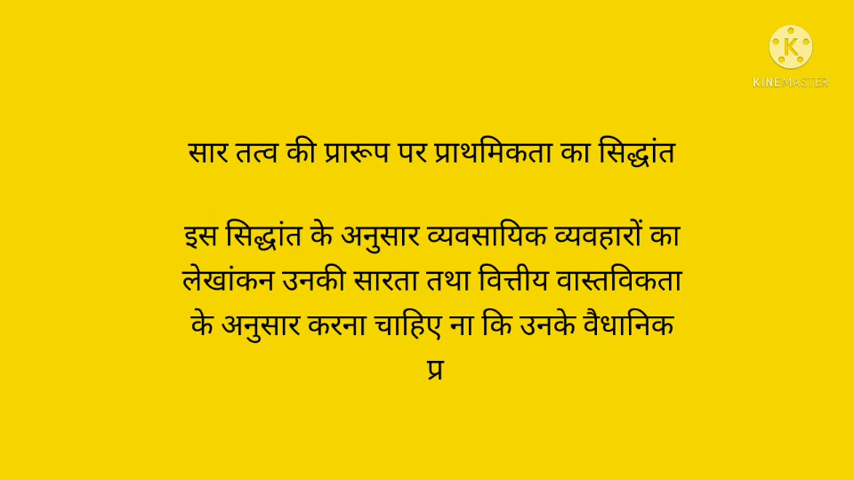 KINEMASTER
सार तत्व की प्रारूप पर प्राथमिकता का सिद्धांत
इस सिद्धांत के अनुसार व्यवसायिक व्यवहारों का
लेखांकन उनकी सारता तथा वित्तीय वास्तविकता
के अनुसार करना चाहिए ना कि उनके वैधानिक
प्र